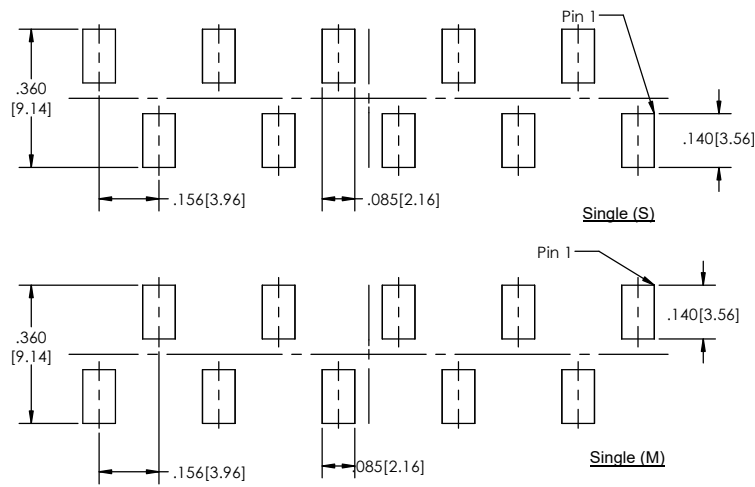 Pin 1
.360
[9.14]
.140[3.56]
.156[3.96]
.085[2.16]
Single (S)
Pin 1
.360
[9.14]
.140[3.56]
.156[3.96]
.085[2.16]
Single (M)